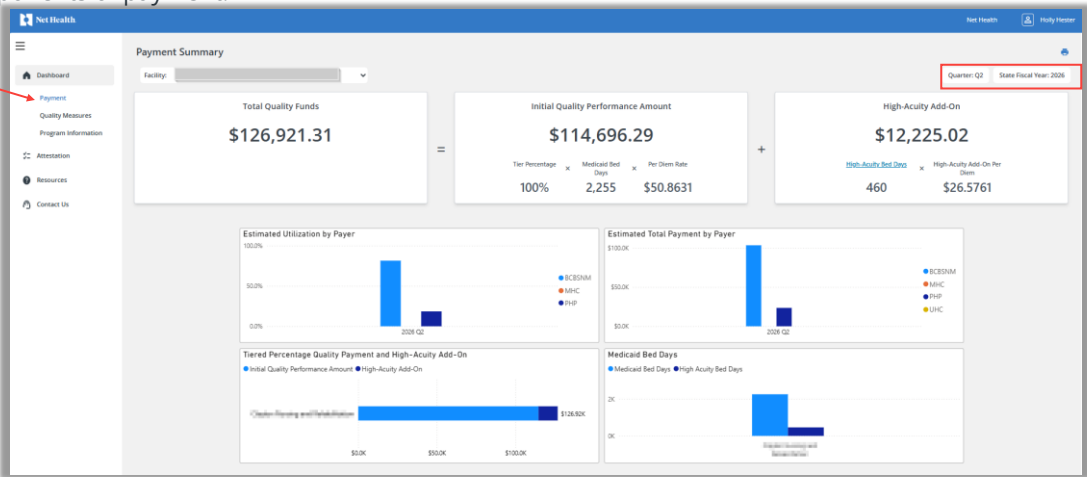 Net Health
Net Health Holly Hester
Payment Summary
Dashboard
Facility:
Quarter: Q2 State Fiscal Year: 2026
Payment
Quality Measures
Program Information
Attestation
Resources
Contact Us
Total Quality Funds
$126,921.31
=
Initial Quality Performance Amount
$114,696.29
Tier Percentage x Medicaid Bed Days x Per Diem Rate
100% 2,255 $50.8631
+
High-Acuity Add-On
$12,225.02
High-Acuity Bed Days x High-Acuity Add-On Per Diem
460 $26.5761
Estimated Utilization by Payer
100.0%
50.0%
0.0%
2026 Q2
BCBSNM
MHC
PHP
Estimated Total Payment by Payer
$100.0K
$50.0K
$0.0K
2026 Q2
BCBSNM
MHC
PHP
UHC
Tiered Percentage Quality Payment and High-Acuity Add-On
Initial Quality Performance Amount High-Acuity Add-On
$126.92K
$0.0K $50.0K $100.0K
Medicaid Bed Days
Medicaid Bed Days High Acuity Bed Days
2K
0K